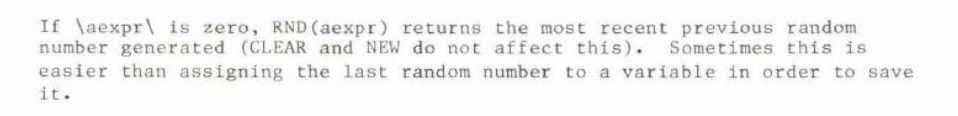 If \aexpr\ is zero, RND(aexpr) returns the most recent previous random
number generated (CLEAR and NEW do not affect this).  Sometimes this is
easier than assigning the last random number to a variable in order to save
it.